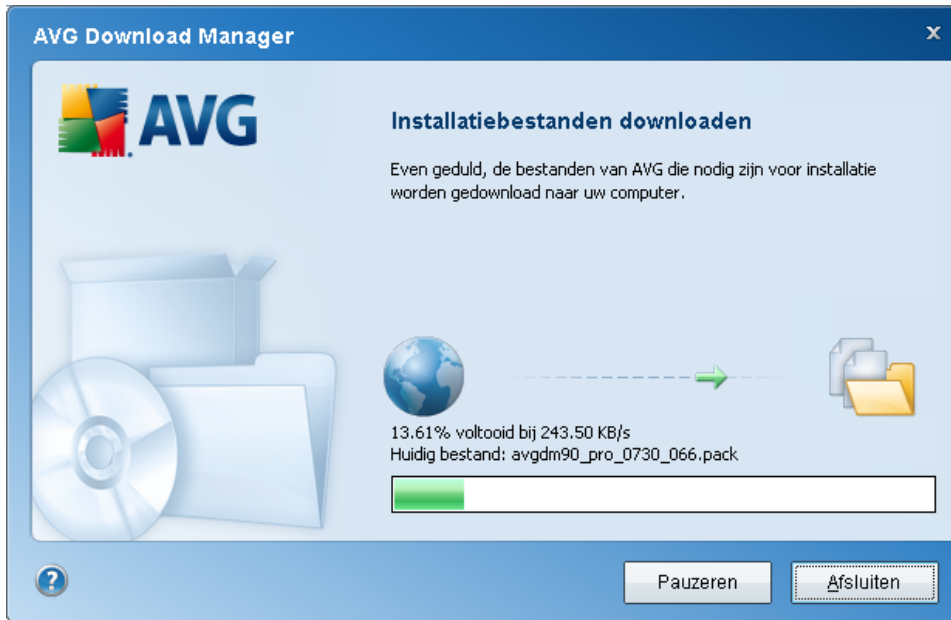 AVG Download Manager
x
AVG
Installatiebestanden downloaden
Even geduld, de bestanden van AVG die nodig zijn voor installatie
worden gedownload naar uw computer.
13.61% voltooid bij 243.50 KB/s
Huidig bestand: avgdm90_pro_0730_066.pack
?
Pauzeren
Afsluiten